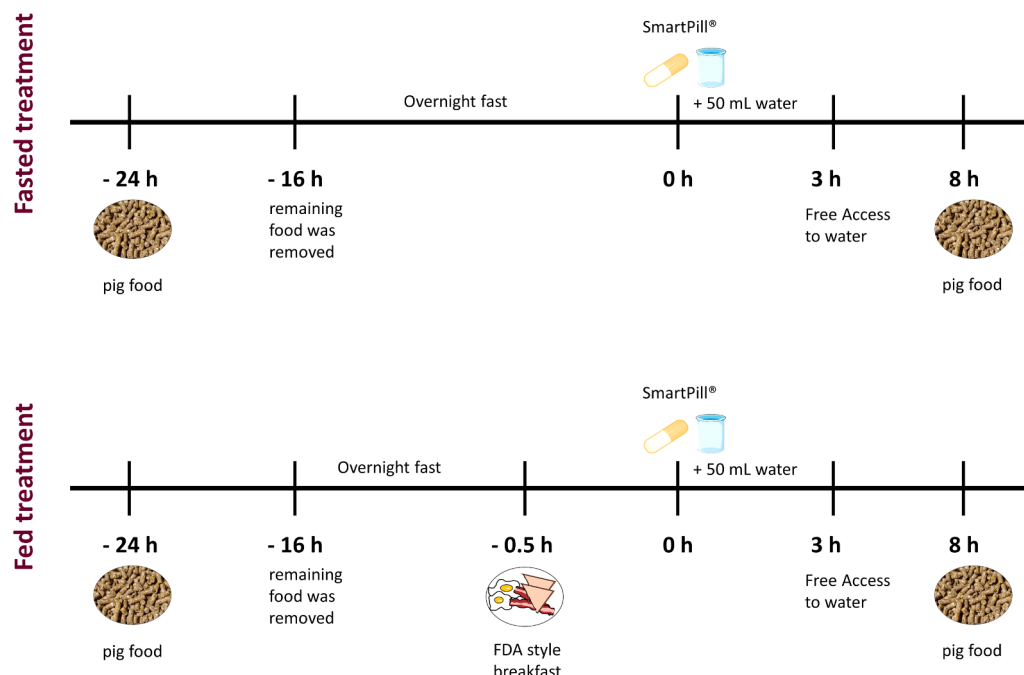 Fasted treatment
SmartPill®
Overnight fast
+ 50 mL water
- 24 h
- 16 h
0 h
3 h
8 h
remaining
food was
removed
Free Access
to water
pig food
pig food
Fed treatment
SmartPill®
Overnight fast
+ 50 mL water
- 24 h
- 16 h
- 0.5 h
0 h
3 h
8 h
remaining
food was
removed
Free Access
to water
pig food
FDA style
breakfast
pig food